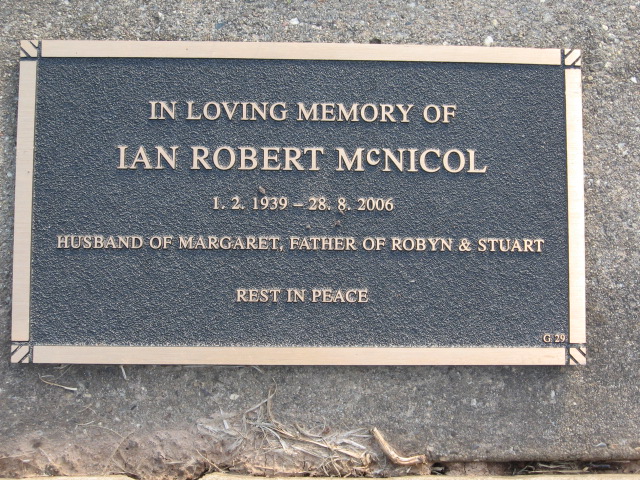 IN LOVING MEMORY OF
IAN ROBERT McNICOL
1. 2. 1939 – 28. 8. 2006
HUSBAND OF MARGARET, FATHER OF ROBYN & STUART
REST IN PEACE
G 29